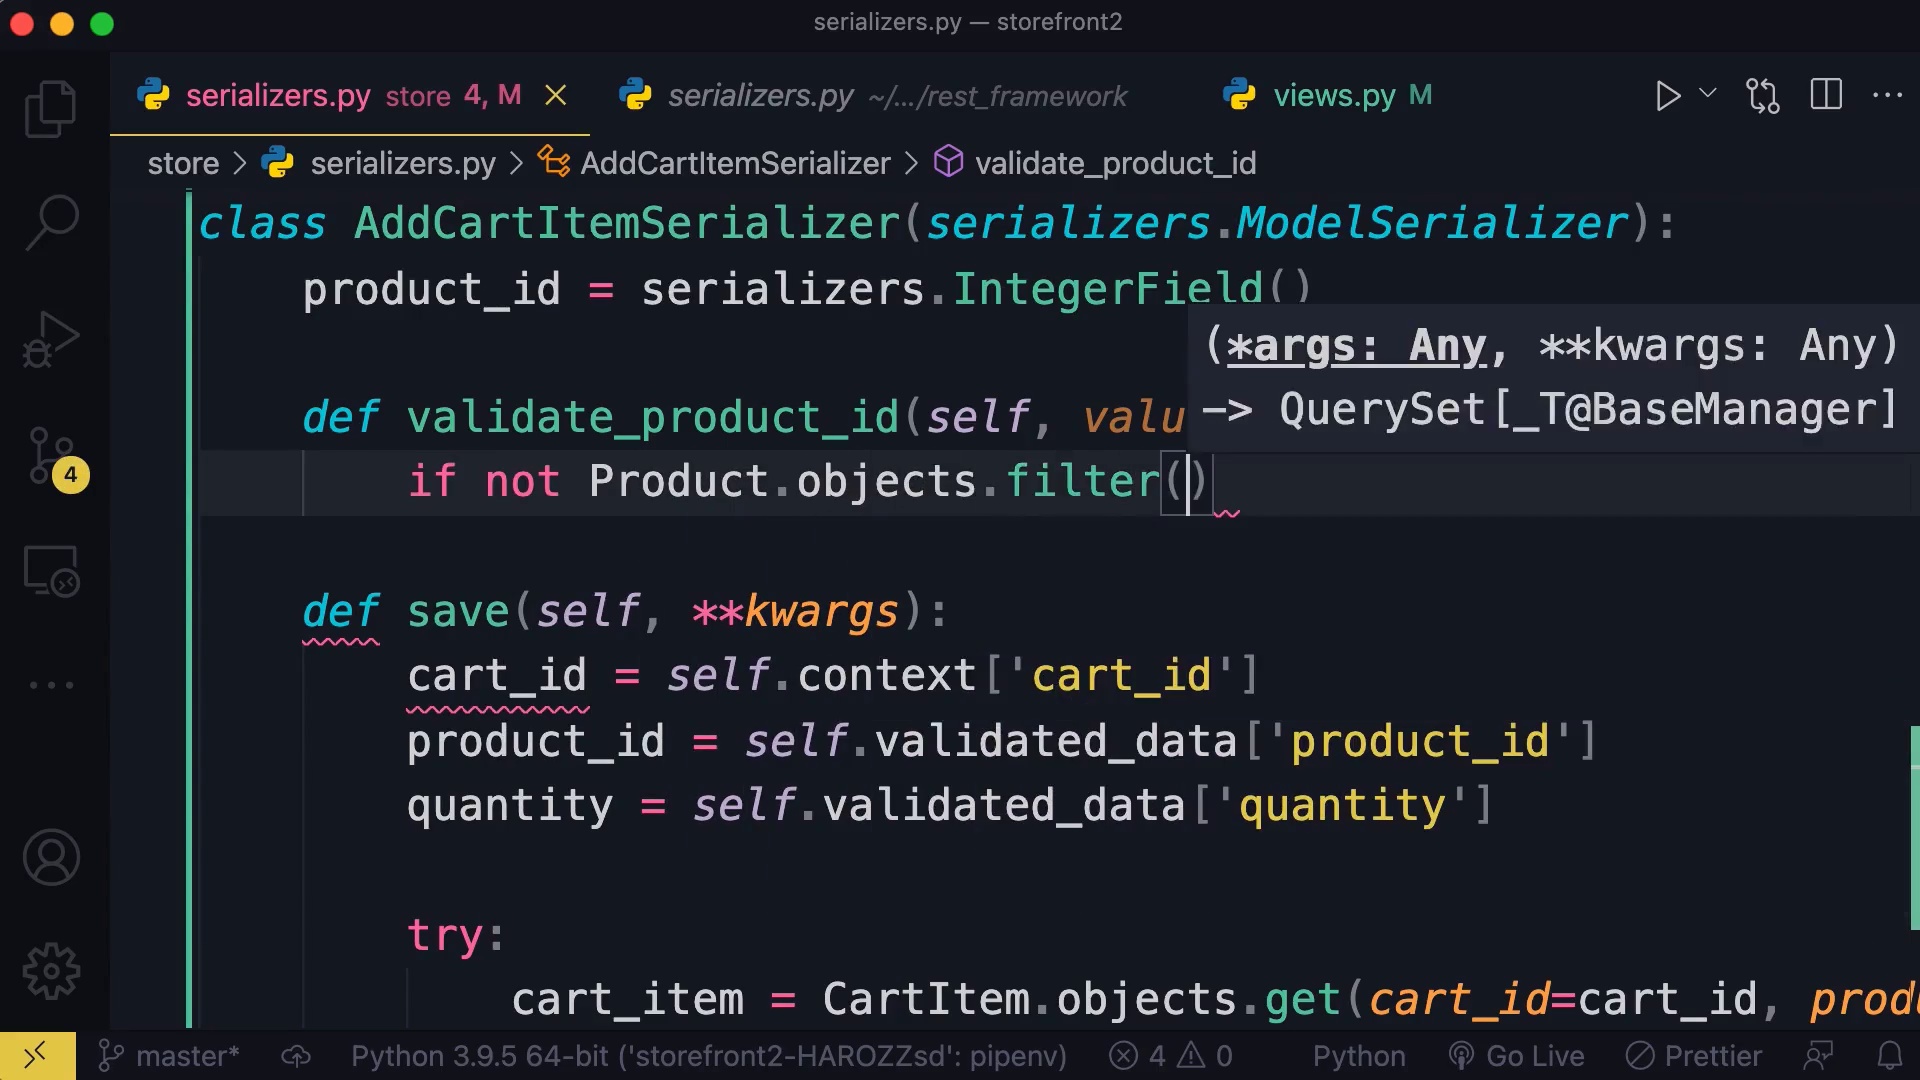 serializers.py — storefront2
serializers.py store 4, M
serializers.py ~/.../rest_framework
views.py M
store > serializers.py > AddCartItemSerializer > validate_product_id
class AddCartItemSerializer(serializers.ModelSerializer):
product_id = serializers.IntegerField()
(*args: Any, **kwargs: Any)
-> QuerySet[_T@BaseManager]
def validate_product_id(self, valu
if not Product.objects.filter()
def save(self, **kwargs):
cart_id = self.context['cart_id']
product_id = self.validated_data['product_id']
quantity = self.validated_data['quantity']
try:
cart_item = CartItem.objects.get(cart_id=cart_id, produ
4
master* Python 3.9.5 64-bit ('storefront2-HAROZZsd': pipenv) 4 0 Python Go Live Prettier